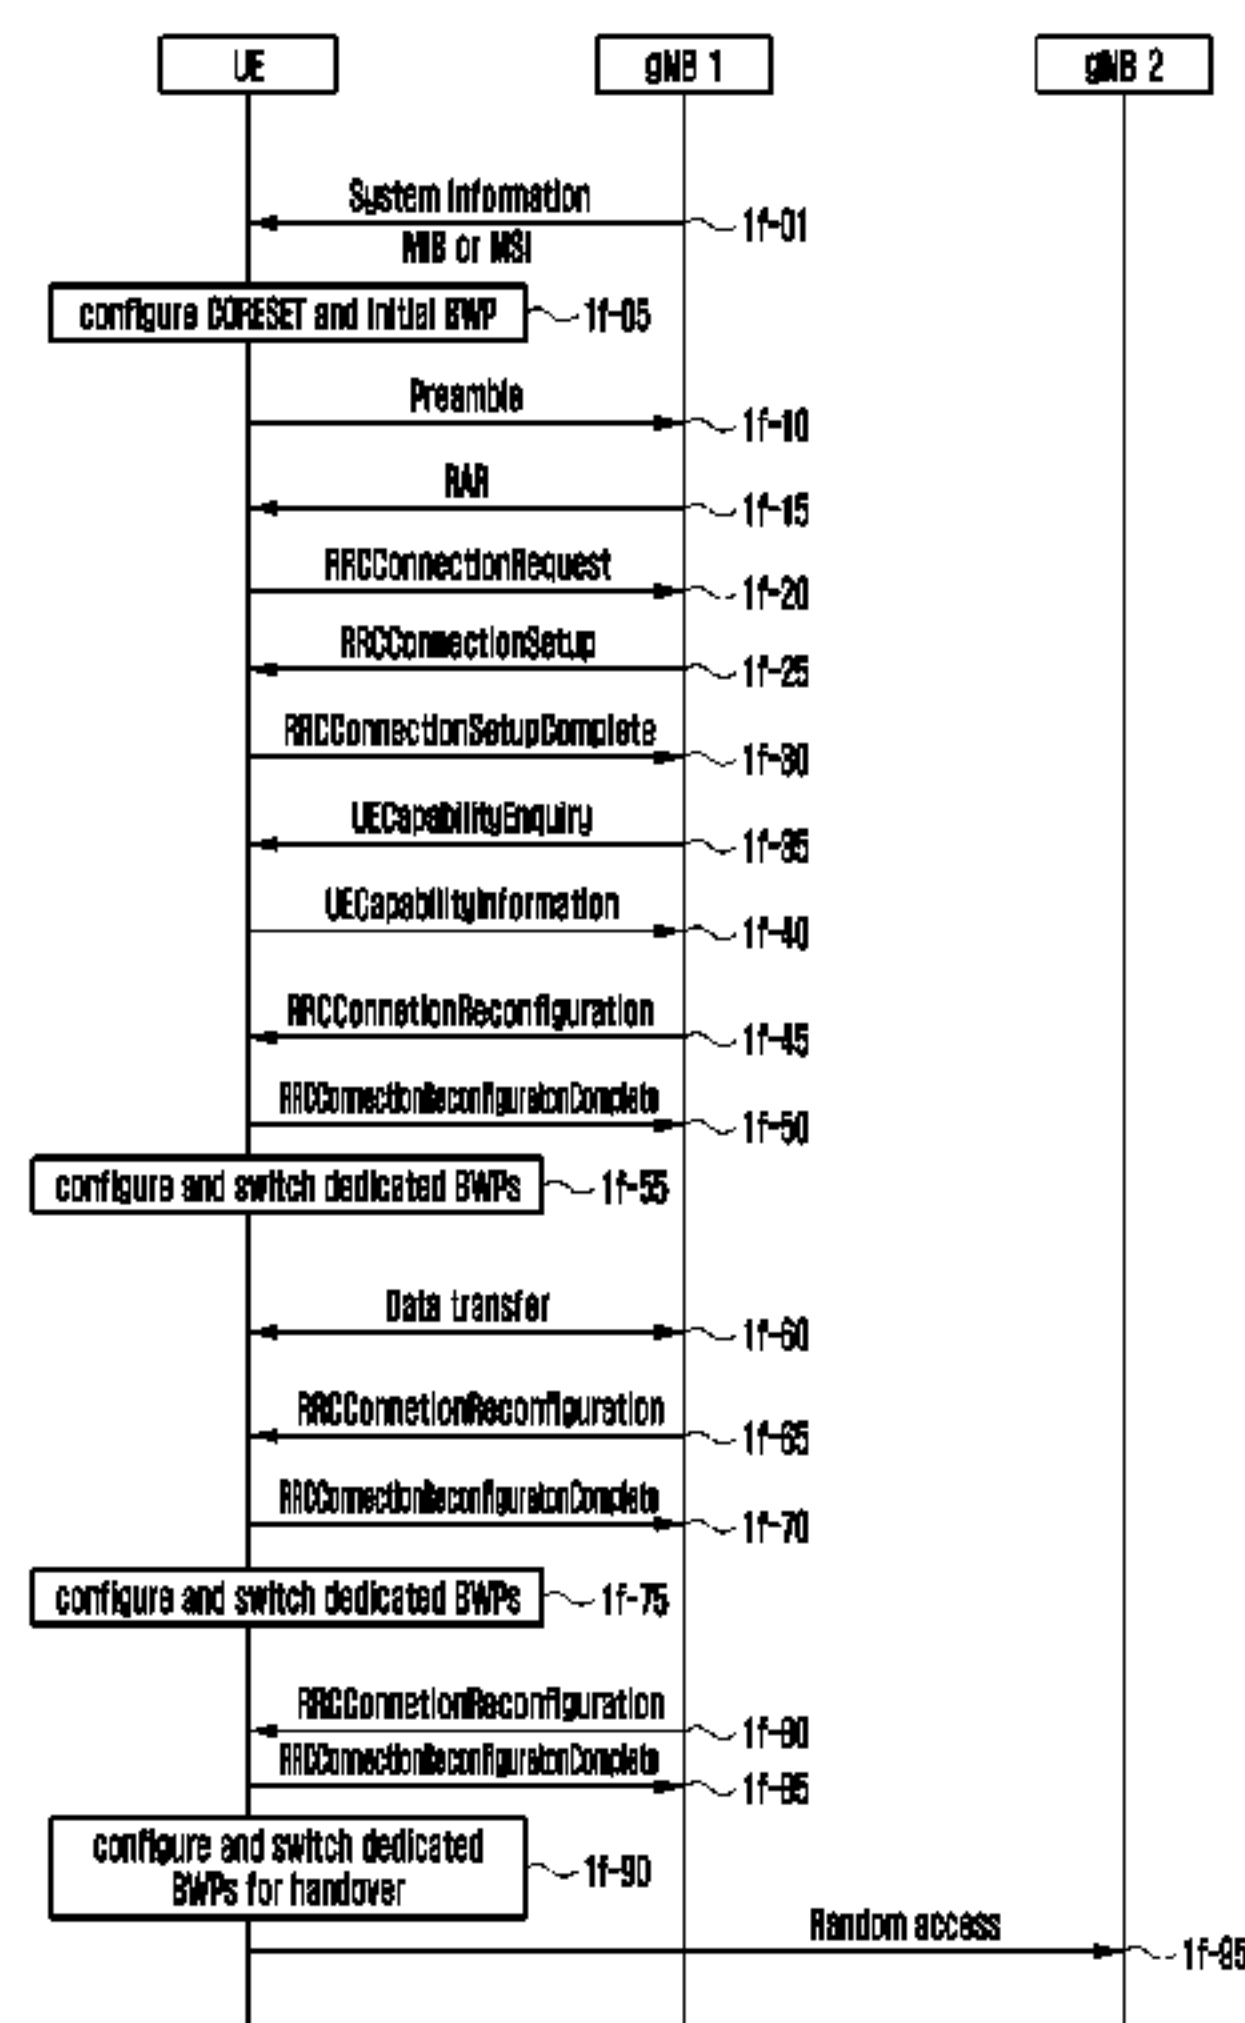 UE
gNB 1
gNB 2
System Information
1f-01
MIB or MSI
configure CORESET and initial BWP
1f-05
Preamble
1f-10
RAR
1f-15
RRCConnectionRequest
1f-20
RRCConnectionSetup
1f-25
RRCConnectionSetupComplete
1f-30
UECapabilityEnquiry
1f-35
UECapabilityInformation
1f-40
RRCConnetionReconfiguration
1f-45
RRCConnectionReconfiguratonComplete
1f-50
configure and switch dedicated BWPs
1f-55
Data transfer
1f-60
RRCConnetionReconfiguration
1f-65
RRCConnectionReconfiguratonComplete
1f-70
configure and switch dedicated BWPs
1f-75
RRCConnetionReconfiguration
1f-80
RRCConnectionReconfiguratonComplete
1f-85
configure and switch dedicated
BWPs for handover
1f-90
Random access
1f-95